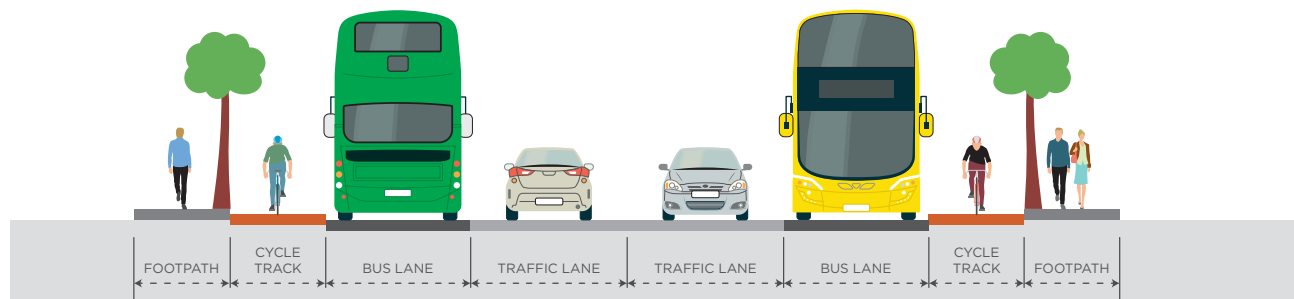 FOOTPATH
CYCLE
TRACK
BUS LANE
TRAFFIC LANE
TRAFFIC LANE
BUS LANE
CYCLE
TRACK
FOOTPATH